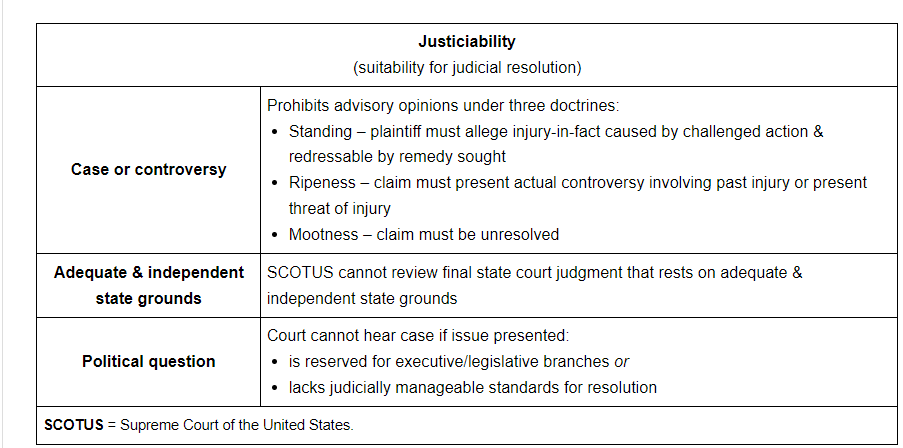 Justiciability
(suitability for judicial resolution)
Case or controversy
Prohibits advisory opinions under three doctrines:
• Standing – plaintiff must allege injury-in-fact caused by challenged action &
redressable by remedy sought
• Ripeness – claim must present actual controversy involving past injury or present
threat of injury
• Mootness – claim must be unresolved
Adequate & independent
state grounds
SCOTUS cannot review final state court judgment that rests on adequate &
independent state grounds
Political question
Court cannot hear case if issue presented:
• is reserved for executive/legislative branches or
• lacks judicially manageable standards for resolution
SCOTUS = Supreme Court of the United States.